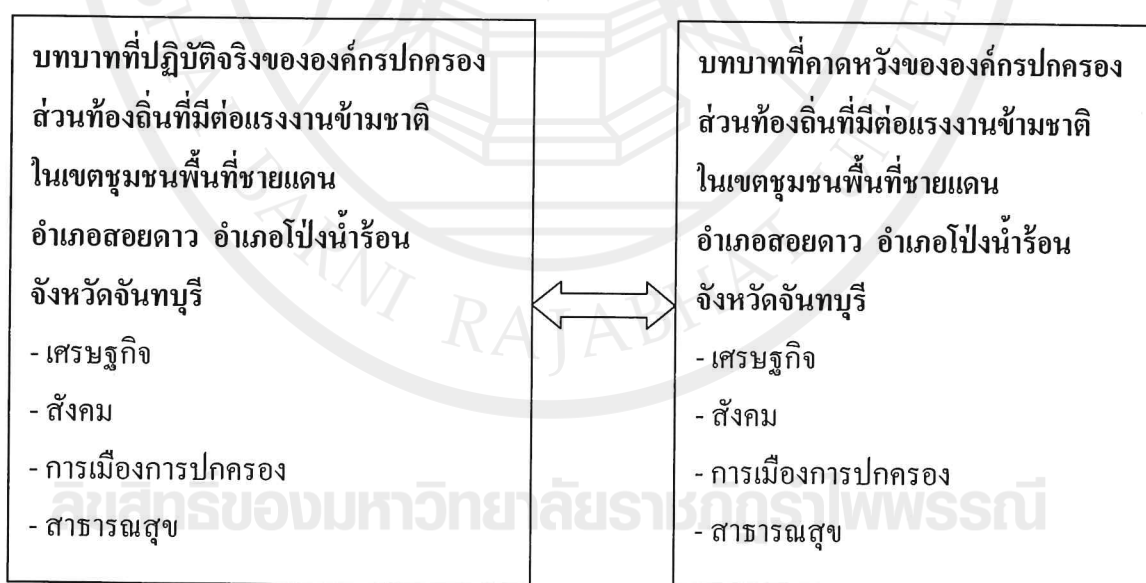 บทบาทที่ปฏิบัติจริงขององค์กรปกครอง
ส่วนท้องถิ่นที่มีต่อแรงงานข้ามชาติ
ในเขตชุมชนพื้นที่ชายแดน
อำเภอสอยดาว อำเภอโป่งน้ำร้อน
จังหวัดจันทบุรี
- เศรษฐกิจ
- สังคม
- การเมืองการปกครอง
- สาธารณสุข
บทบาทที่คาดหวังขององค์กรปกครอง
ส่วนท้องถิ่นที่มีต่อแรงงานข้ามชาติ
ในเขตชุมชนพื้นที่ชายแดน
อำเภอสอยดาว อำเภอโป่งน้ำร้อน
จังหวัดจันทบุรี
- เศรษฐกิจ
- สังคม
- การเมืองการปกครอง
- สาธารณสุข
BARNI RAJABHAT
ลิขสิทธิ์ของมหาวิทยาลัยราชภัฏรำไพพรรณี